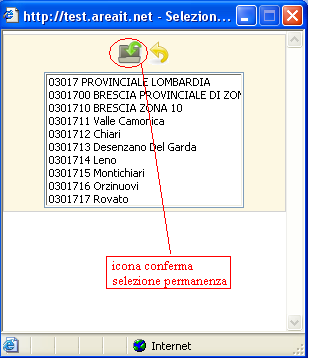 http://test.areait.net - Selezion...
03017 PROVINCIALE LOMBARDIA
0301700 BRESCIA PROVINCIALE DI ZON
0301710 BRESCIA ZONA 10
0301711 Valle Camonica
0301712 Chiari
0301713 Desenzano Del Garda
0301714 Leno
0301715 Montichiari
0301716 Orzinuovi
0301717 Rovato
icona conferma
selezione permanenza
Internet